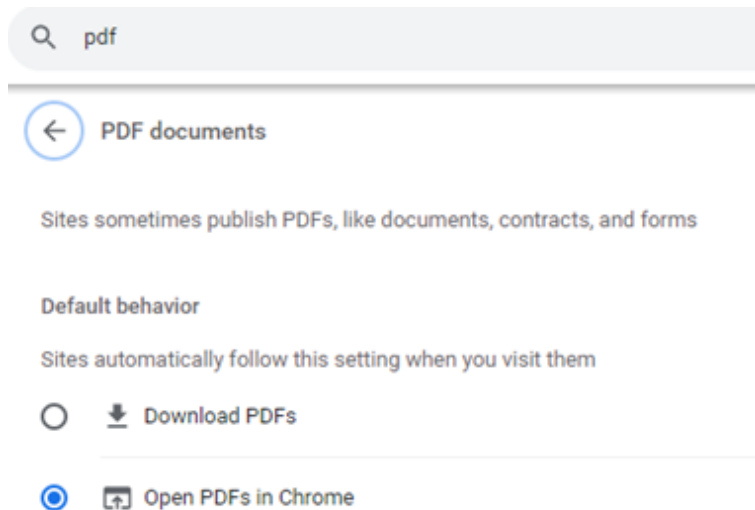 pdf
PDF documents
Sites sometimes publish PDFs, like documents, contracts, and forms
Default behavior
Sites automatically follow this setting when you visit them
Download PDFs
Open PDFs in Chrome